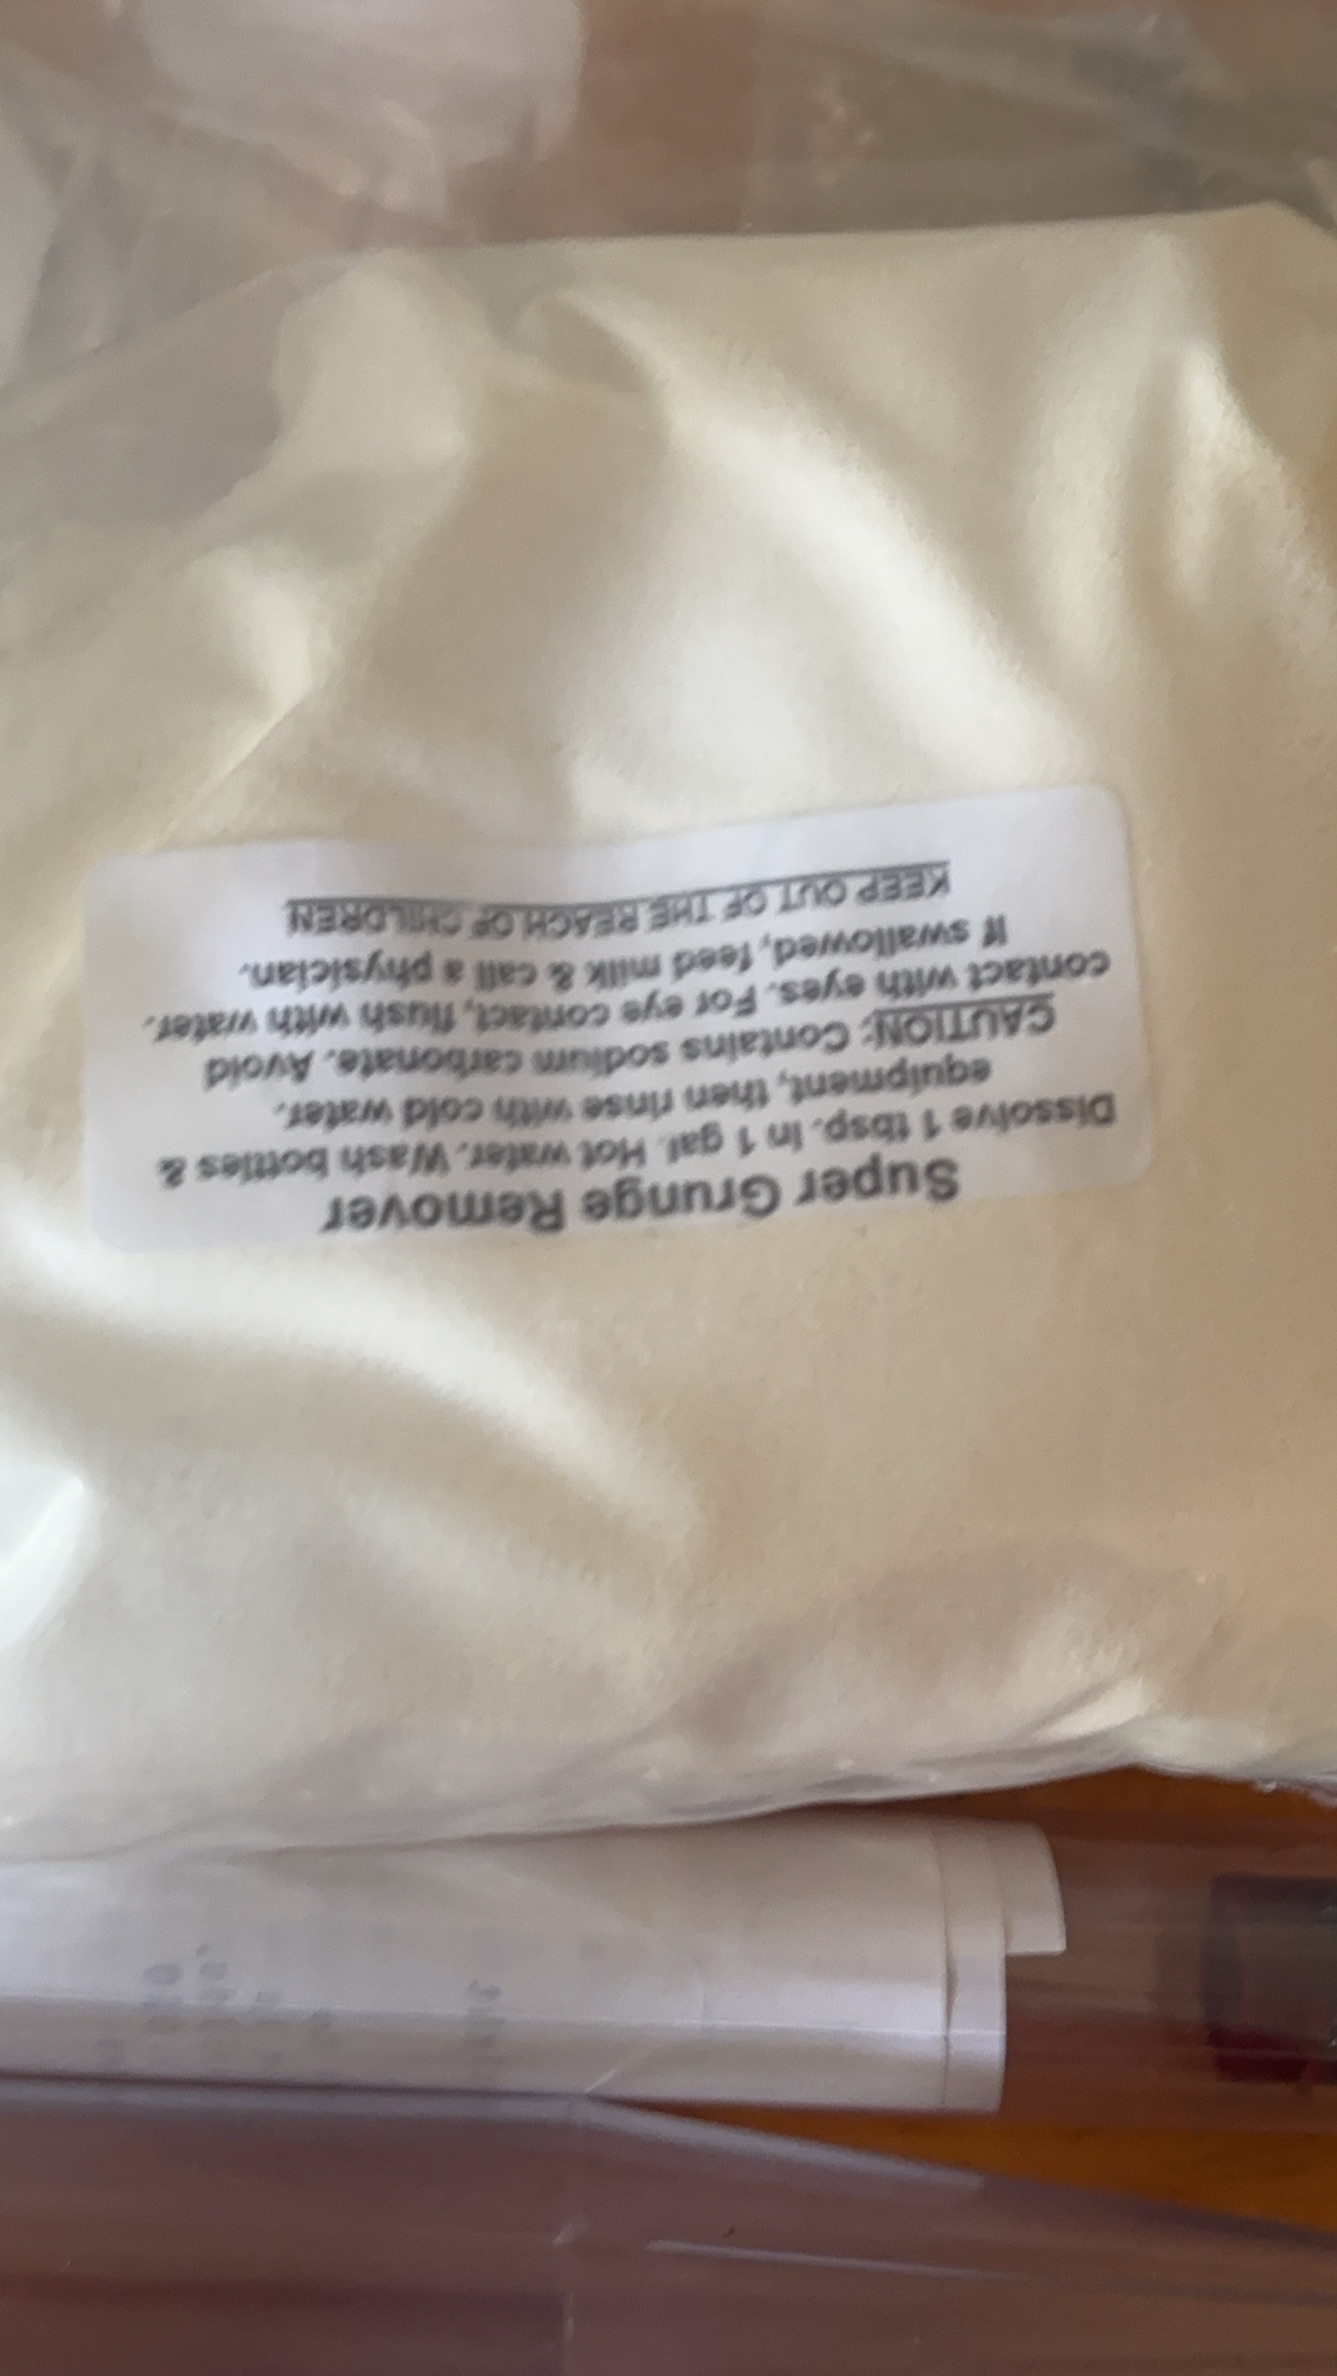 Super Grunge Remover
Dissolve 1 tbsp. in 1 gal. Hot water. Wash bottles &
equipment, then rinse with cold water.
CAUTION: Contains sodium carbonate. Avoid
contact with eyes. For eye contact, flush with water.
If swallowed, feed milk & call a physician.
KEEP OUT OF THE REACH OF CHILDREN